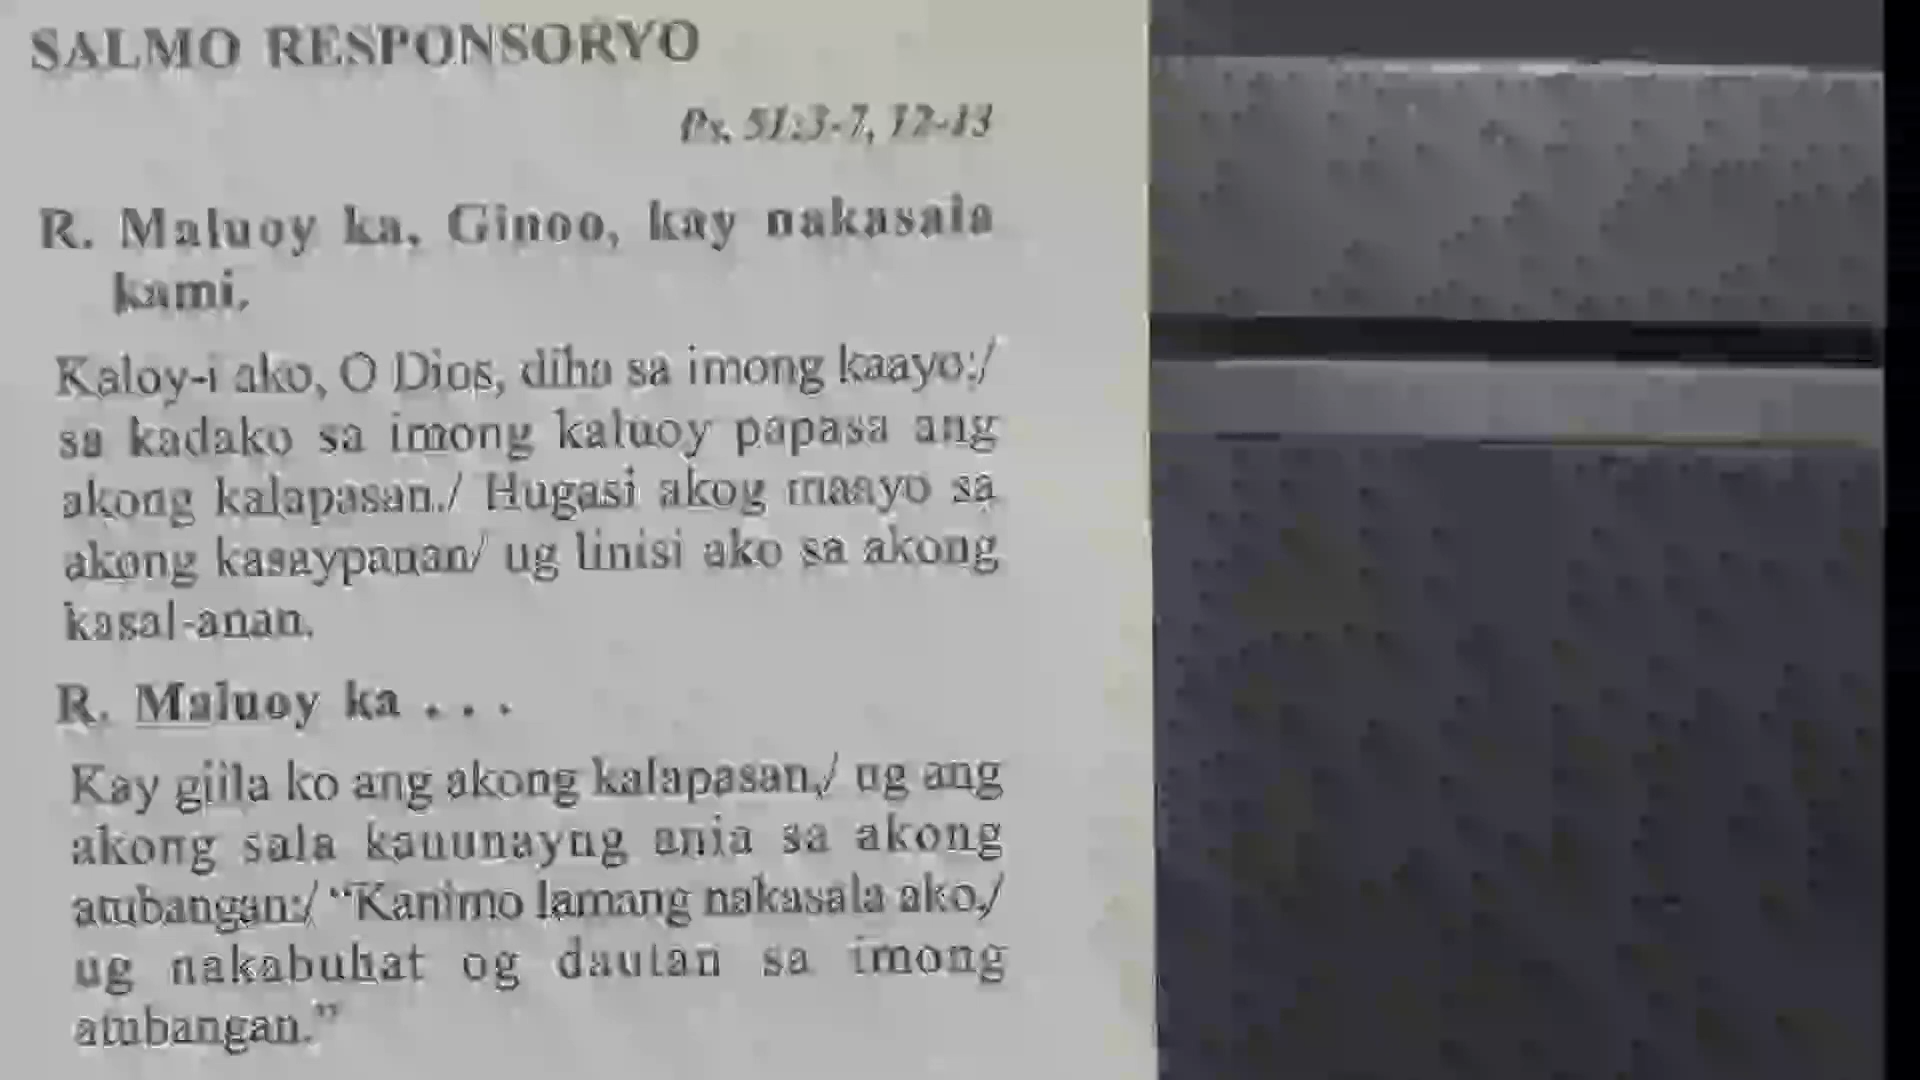 SALMO RESPONSORYO
Ps. 51:3-7, 12-13
R. Maluoy ka, Ginoo, kay nakasala
kami.
Kaloy-i ako, O Dios, diha sa imong kaayo:/
sa kadako sa imong kaluoy papasa ang
akong kalapasan./ Hugasi akog maayo sa
akong kasaypanan/ ug linisi ako sa akong
kasal-anan.
R. Maluoy ka . . .
Kay giila ko ang akong kalapasan,/ ug ang
akong sala kanunayng ania sa akong
atubangan:/ “Kanimo lamang nakasala ako,/
ug nakabuhat og dautan sa imong
atubangan.”